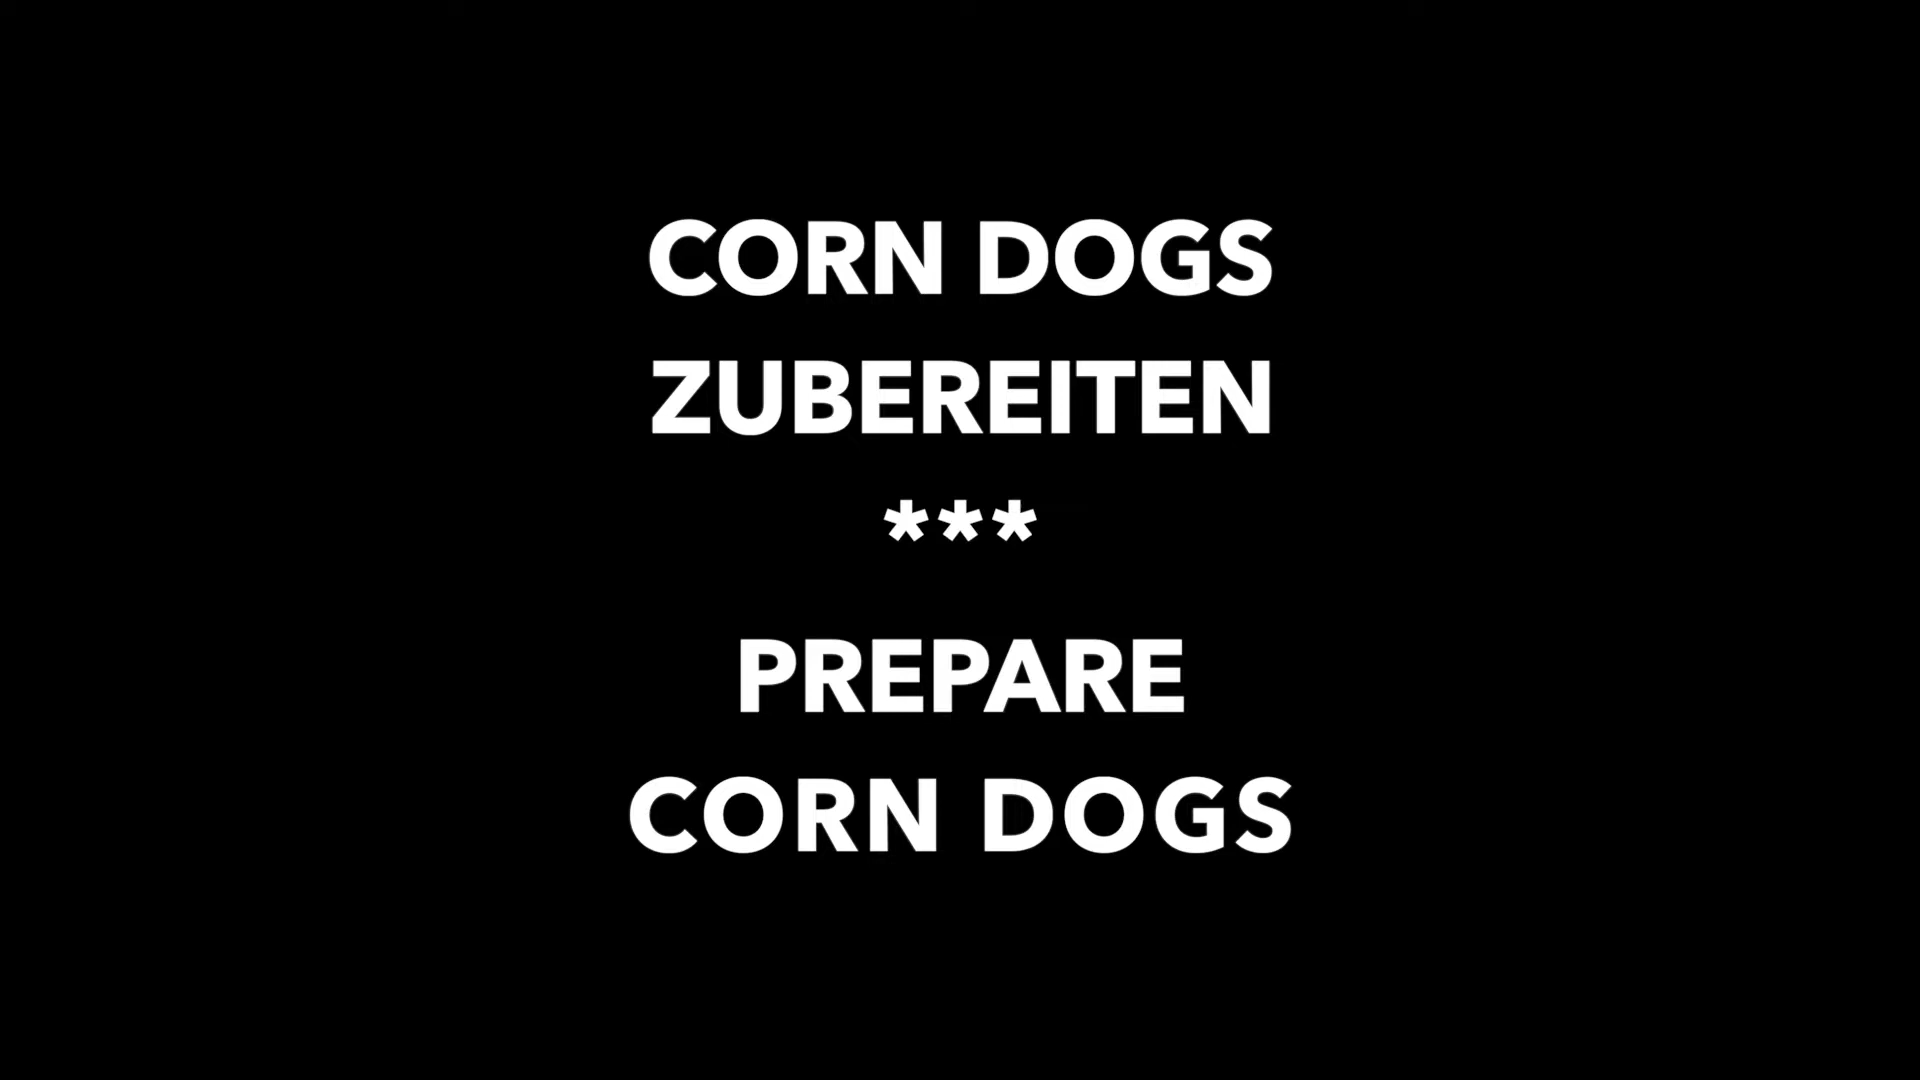 CORN DOGS
ZUBEREITEN
***
PREPARE
CORN DOGS